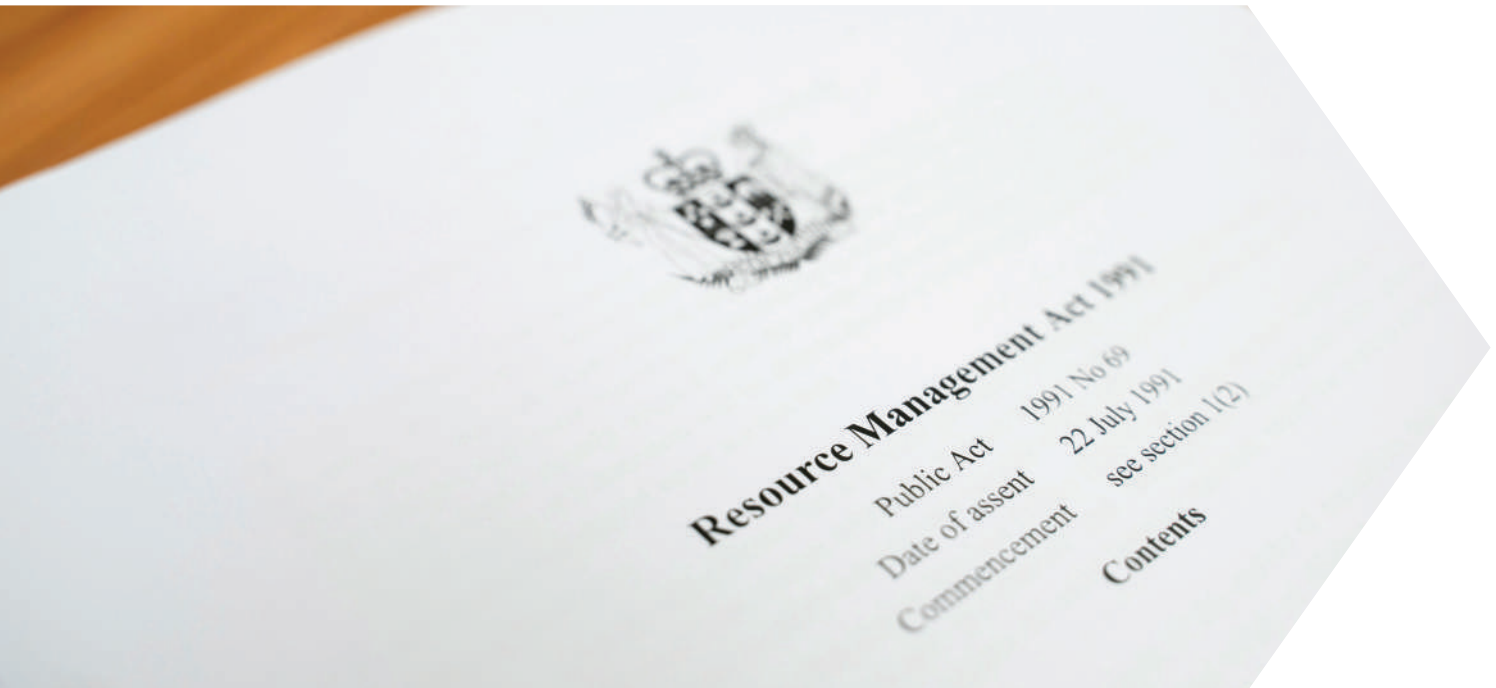 Resource Management Act 1991
Public Act 1991 No 69
Date of assent 22 July 1991
Commencement see section 1(2)
Contents